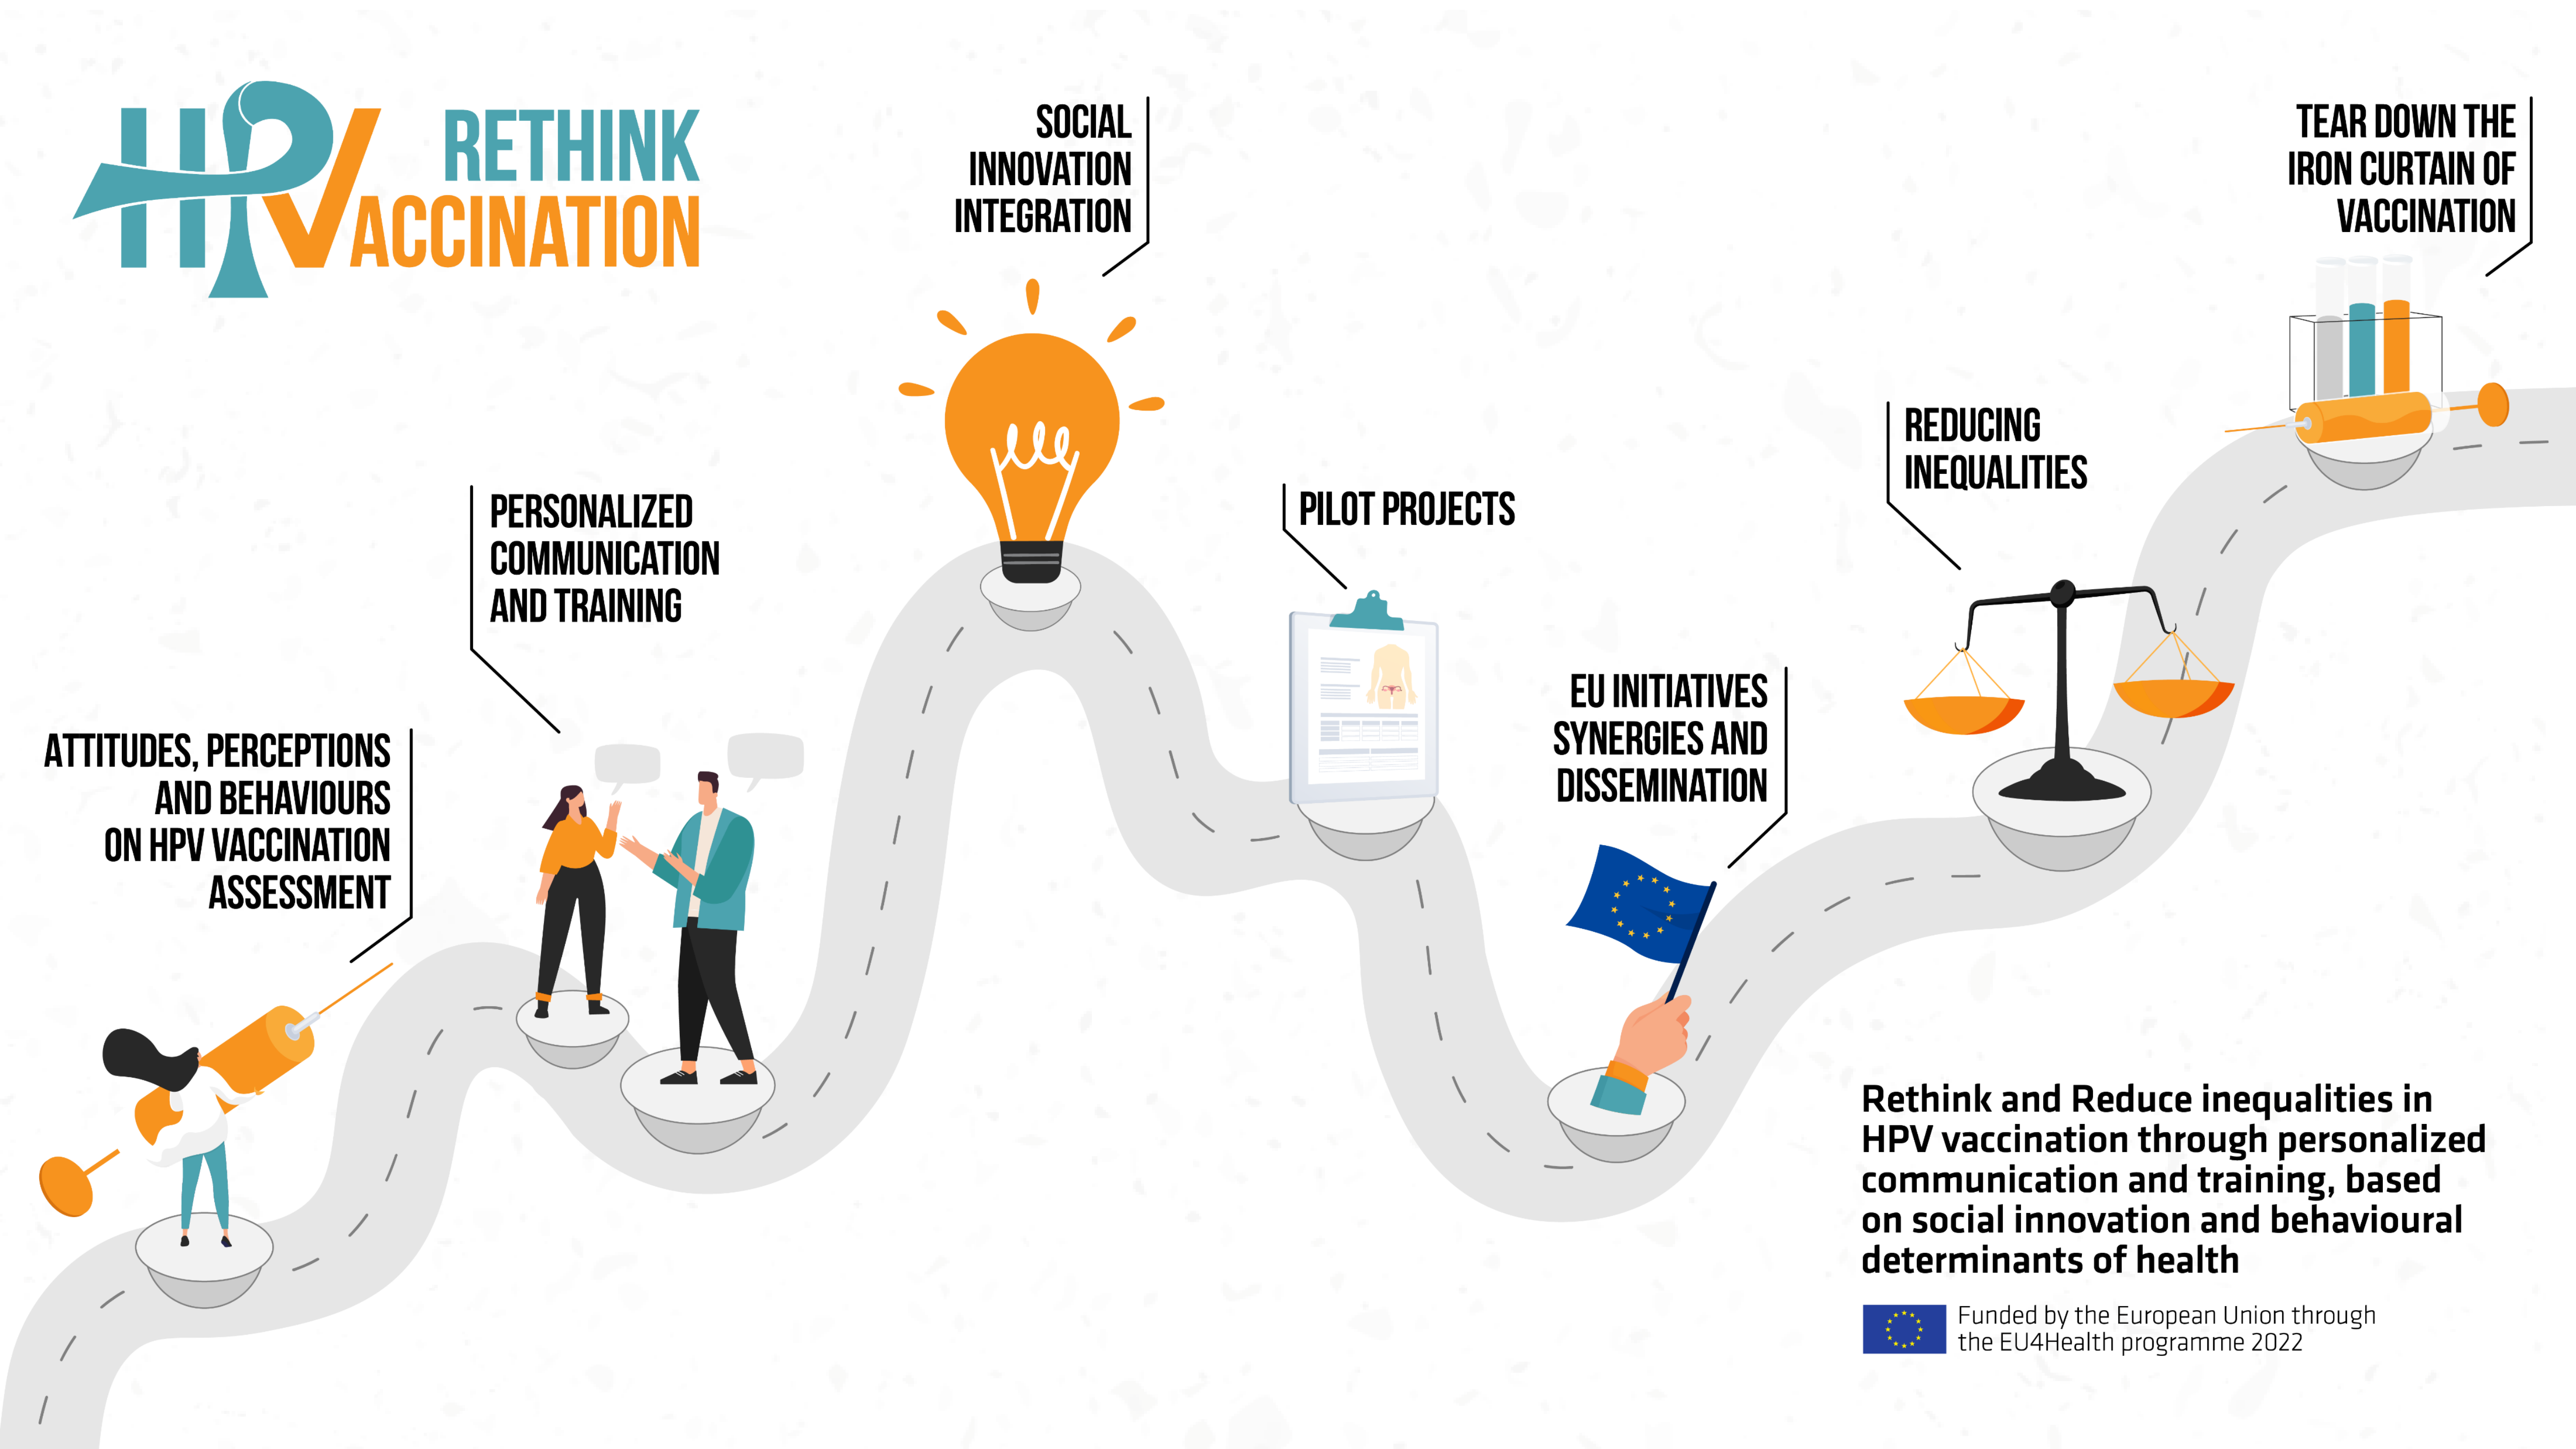 HPV RETHINK
VACCINATION
SOCIAL
INNOVATION
INTEGRATION
TEAR DOWN THE
IRON CURTAIN OF
VACCINATION
REDUCING
INEQUALITIES
PERSONALIZED
COMMUNICATION
AND TRAINING
PILOT PROJECTS
EU INITIATIVES
SYNERGIES AND
DISSEMINATION
ATTITUDES, PERCEPTIONS
AND BEHAVIOURS
ON HPV VACCINATION
ASSESSMENT
Rethink and Reduce inequalities in
HPV vaccination through personalized
communication and training, based
on social innovation and behavioural
determinants of health
Funded by the European Union through
the EU4Health programme 2022